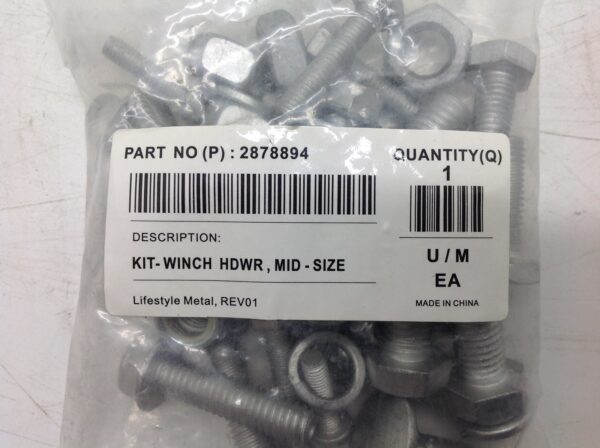 PART NO (P) : 2878894
QUANTITY(Q)
1
DESCRIPTION:
KIT- WINCH HDWR , MID - SIZE
U / M
EA
Lifestyle Metal, REV01
MADE IN CHINA